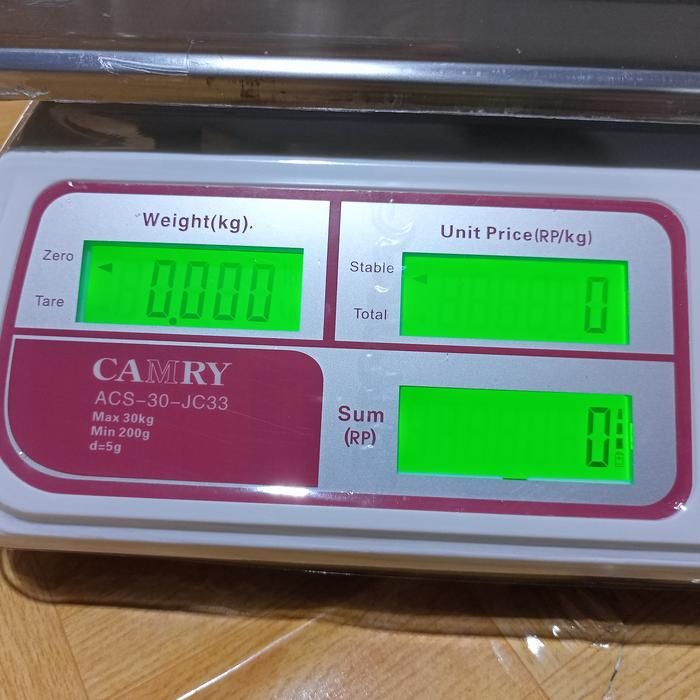 Weight(kg).
Zero
0.000
Tare
Unit Price(RP/kg)
Stable
0
Total
CAMRY
ACS-30-JC33
Max 30kg
Min 200g
d=5g
Sum
(RP)
0